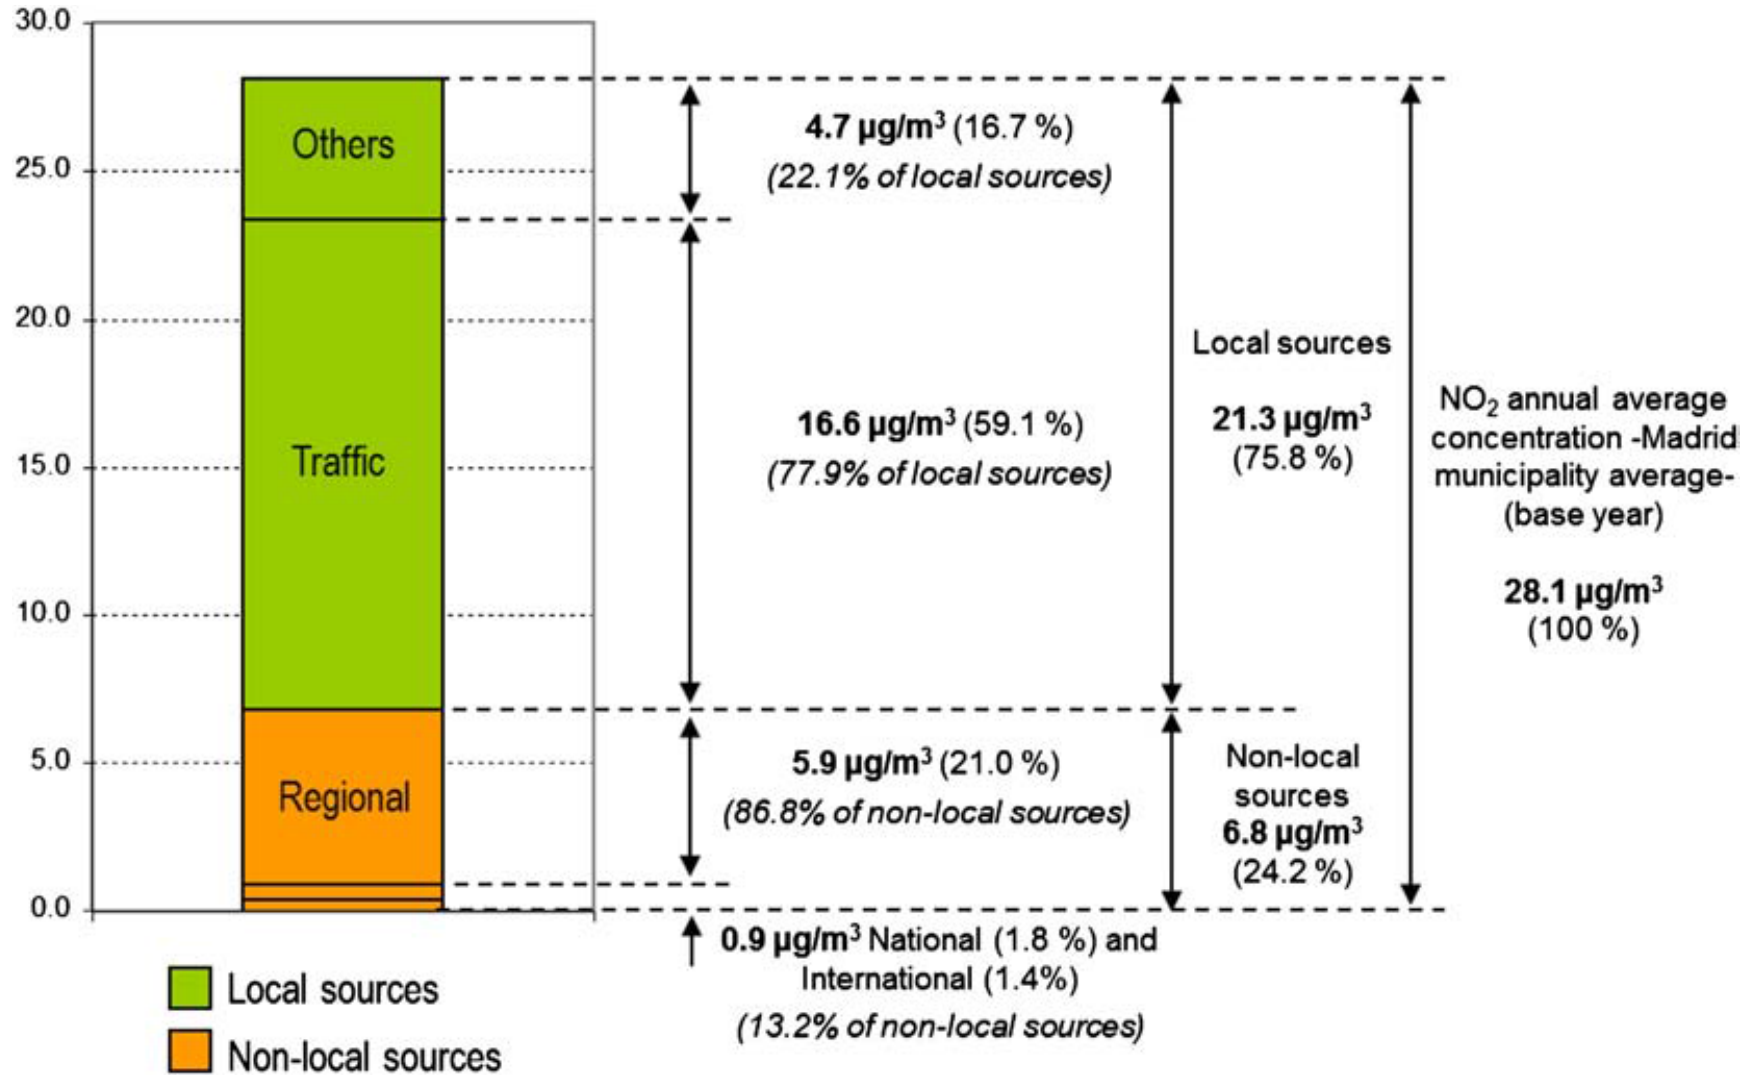 30.0
25.0
20.0
15.0
10.0
5.0
0.0
Others
Traffic
Regional
4.7 µg/m³ (16.7 %)
(22.1% of local sources)
16.6 µg/m³ (59.1 %)
(77.9% of local sources)
5.9 µg/m³ (21.0 %)
(86.8% of non-local sources)
0.9 µg/m³ National (1.8 %) and
International (1.4%)
(13.2% of non-local sources)
Local sources
21.3 µg/m³
(75.8 %)
Non-local
sources
6.8 µg/m³
(24.2 %)
NO₂ annual average
concentration -Madrid
municipality average-
(base year)
28.1 µg/m³
(100 %)
Local sources
Non-local sources